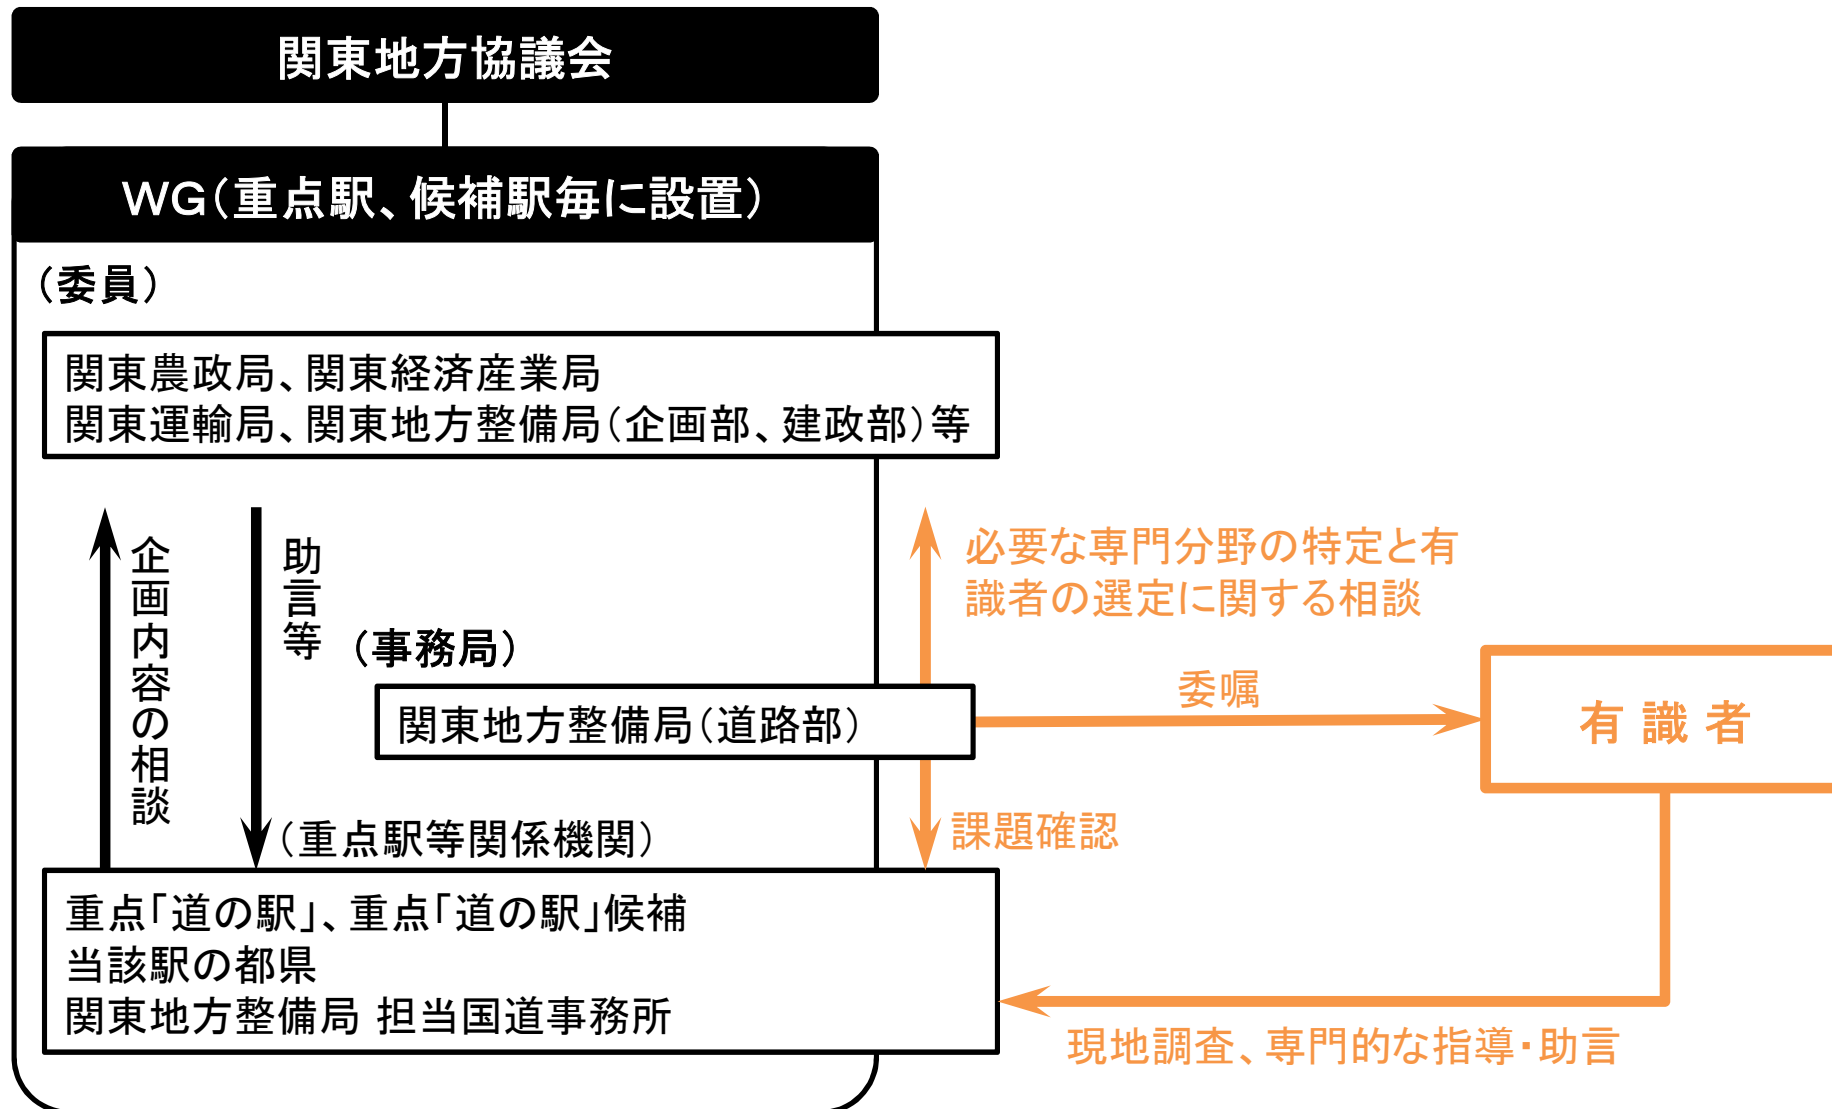 関東地方協議会
WG(重点駅、候補駅毎に設置)
(委員)
関東農政局、関東経済産業局
関東運輸局、関東地方整備局(企画部、建政部)等
企画内容の相談
助言等
(事務局)
関東地方整備局(道路部)
(重点駅等関係機関)
重点「道の駅」、重点「道の駅」候補
当該駅の都県
関東地方整備局 担当国道事務所
必要な専門分野の特定と有
識者の選定に関する相談
委嘱
有 識 者
課題確認
現地調査、専門的な指導・助言